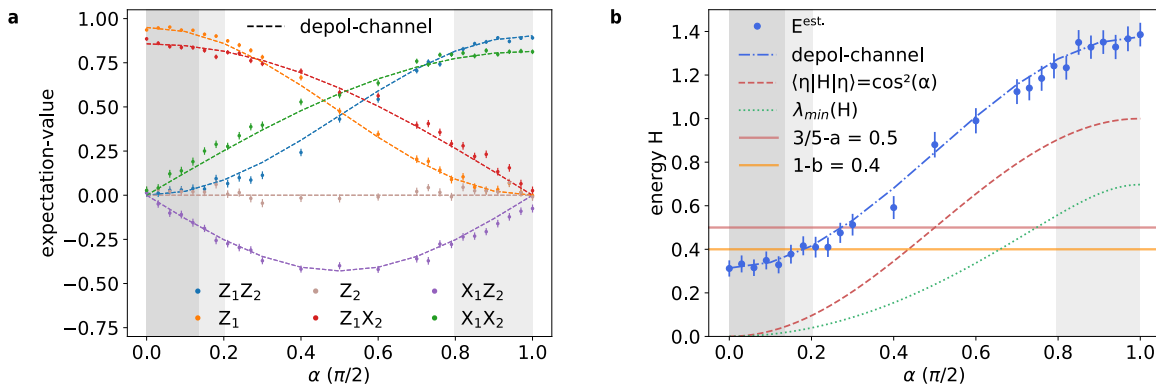 a
1.00
0.75
0.50
0.25
0.00
−0.25
−0.50
−0.75
expectation-value
depol-channel
Z₁Z₂
Z₂
X₁Z₂
Z₁
Z₁X₂
X₁X₂
0.0
0.2
0.4
0.6
0.8
1.0
α (π/2)
b
1.4
1.2
1.0
0.8
0.6
0.4
0.2
0.0
energy H
Eᵉˢᵗ·
depol-channel
⟨η|H|η⟩=cos²(α)
λₘᵢₙ(H)
3/5-a = 0.5
1-b = 0.4
0.0
0.2
0.4
0.6
0.8
1.0
α (π/2)